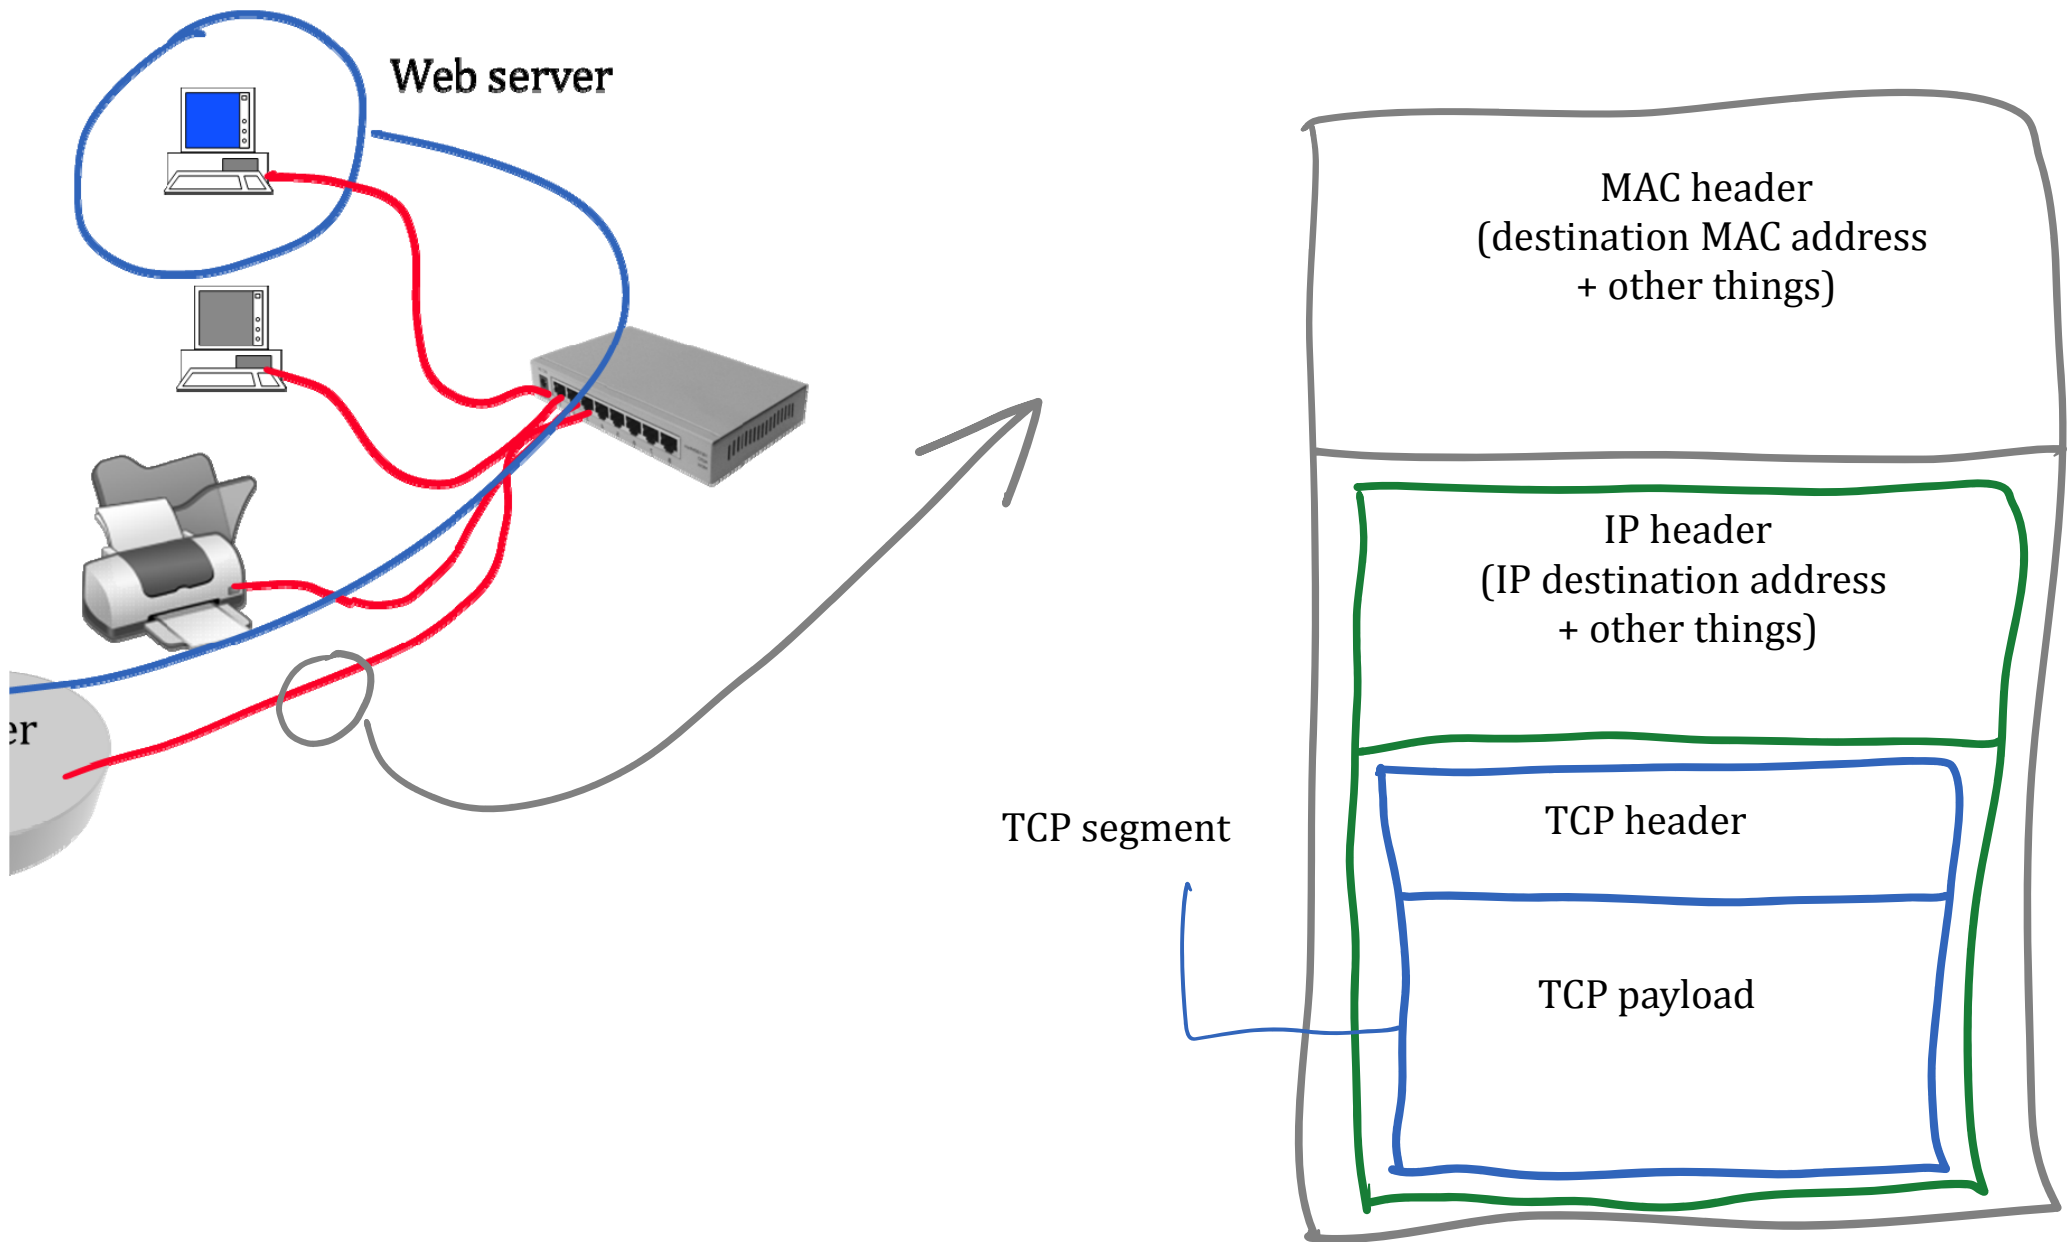 Web server
MAC header
(destination MAC address
+ other things)
IP header
(IP destination address
+ other things)
er
TCP segment
TCP header
TCP payload